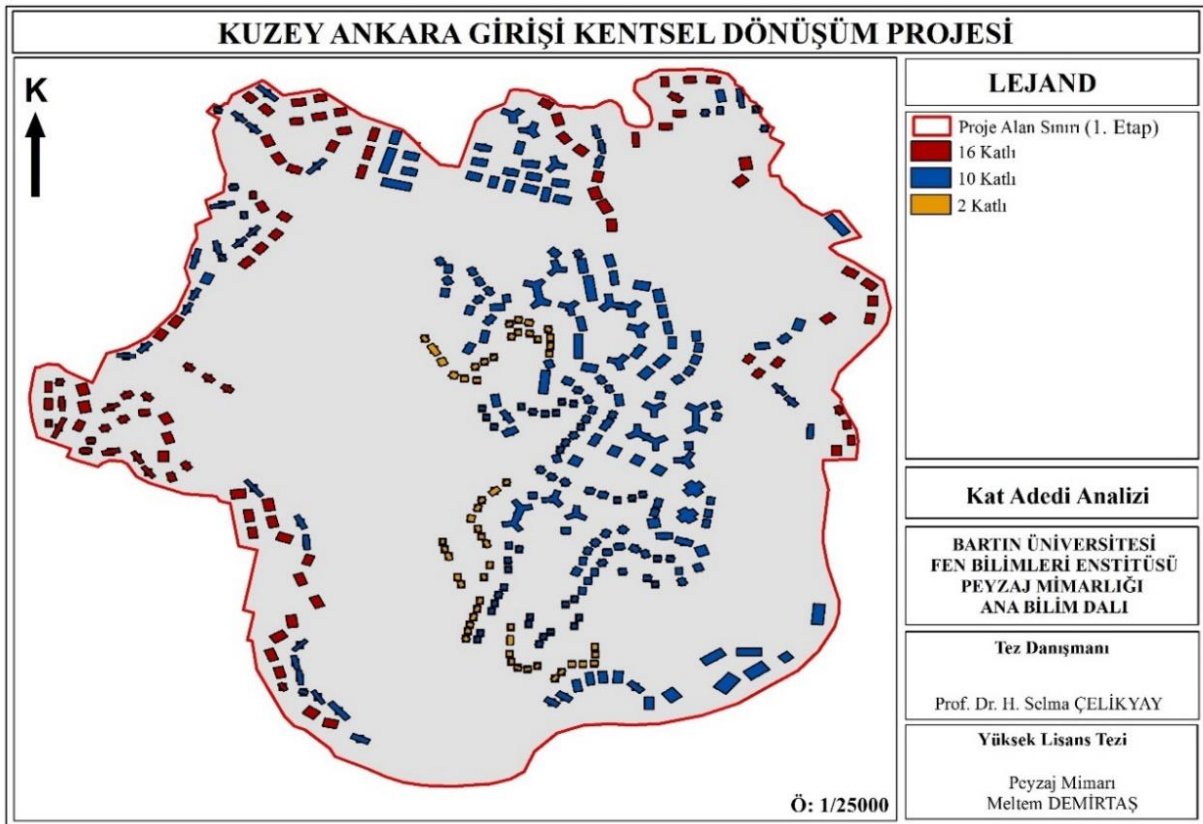 KUZEY ANKARA GİRİŞİ KENTSEL DÖNÜŞÜM PROJESİ
K
Ö: 1/25000
LEJAND
Proje Alan Sınırı (1. Etap)
16 Katlı
10 Katlı
2 Katlı
Kat Adedi Analizi
BARTIN ÜNİVERSİTESİ
FEN BİLİMLERİ ENSTİTÜSÜ
PEYZAJ MİMARLIĞI
ANA BİLİM DALI
Tez Danışmanı
Prof. Dr. H. Selma ÇELİKYAY
Yüksek Lisans Tezi
Peyzaj Mimarı
Meltem DEMİRTAŞ